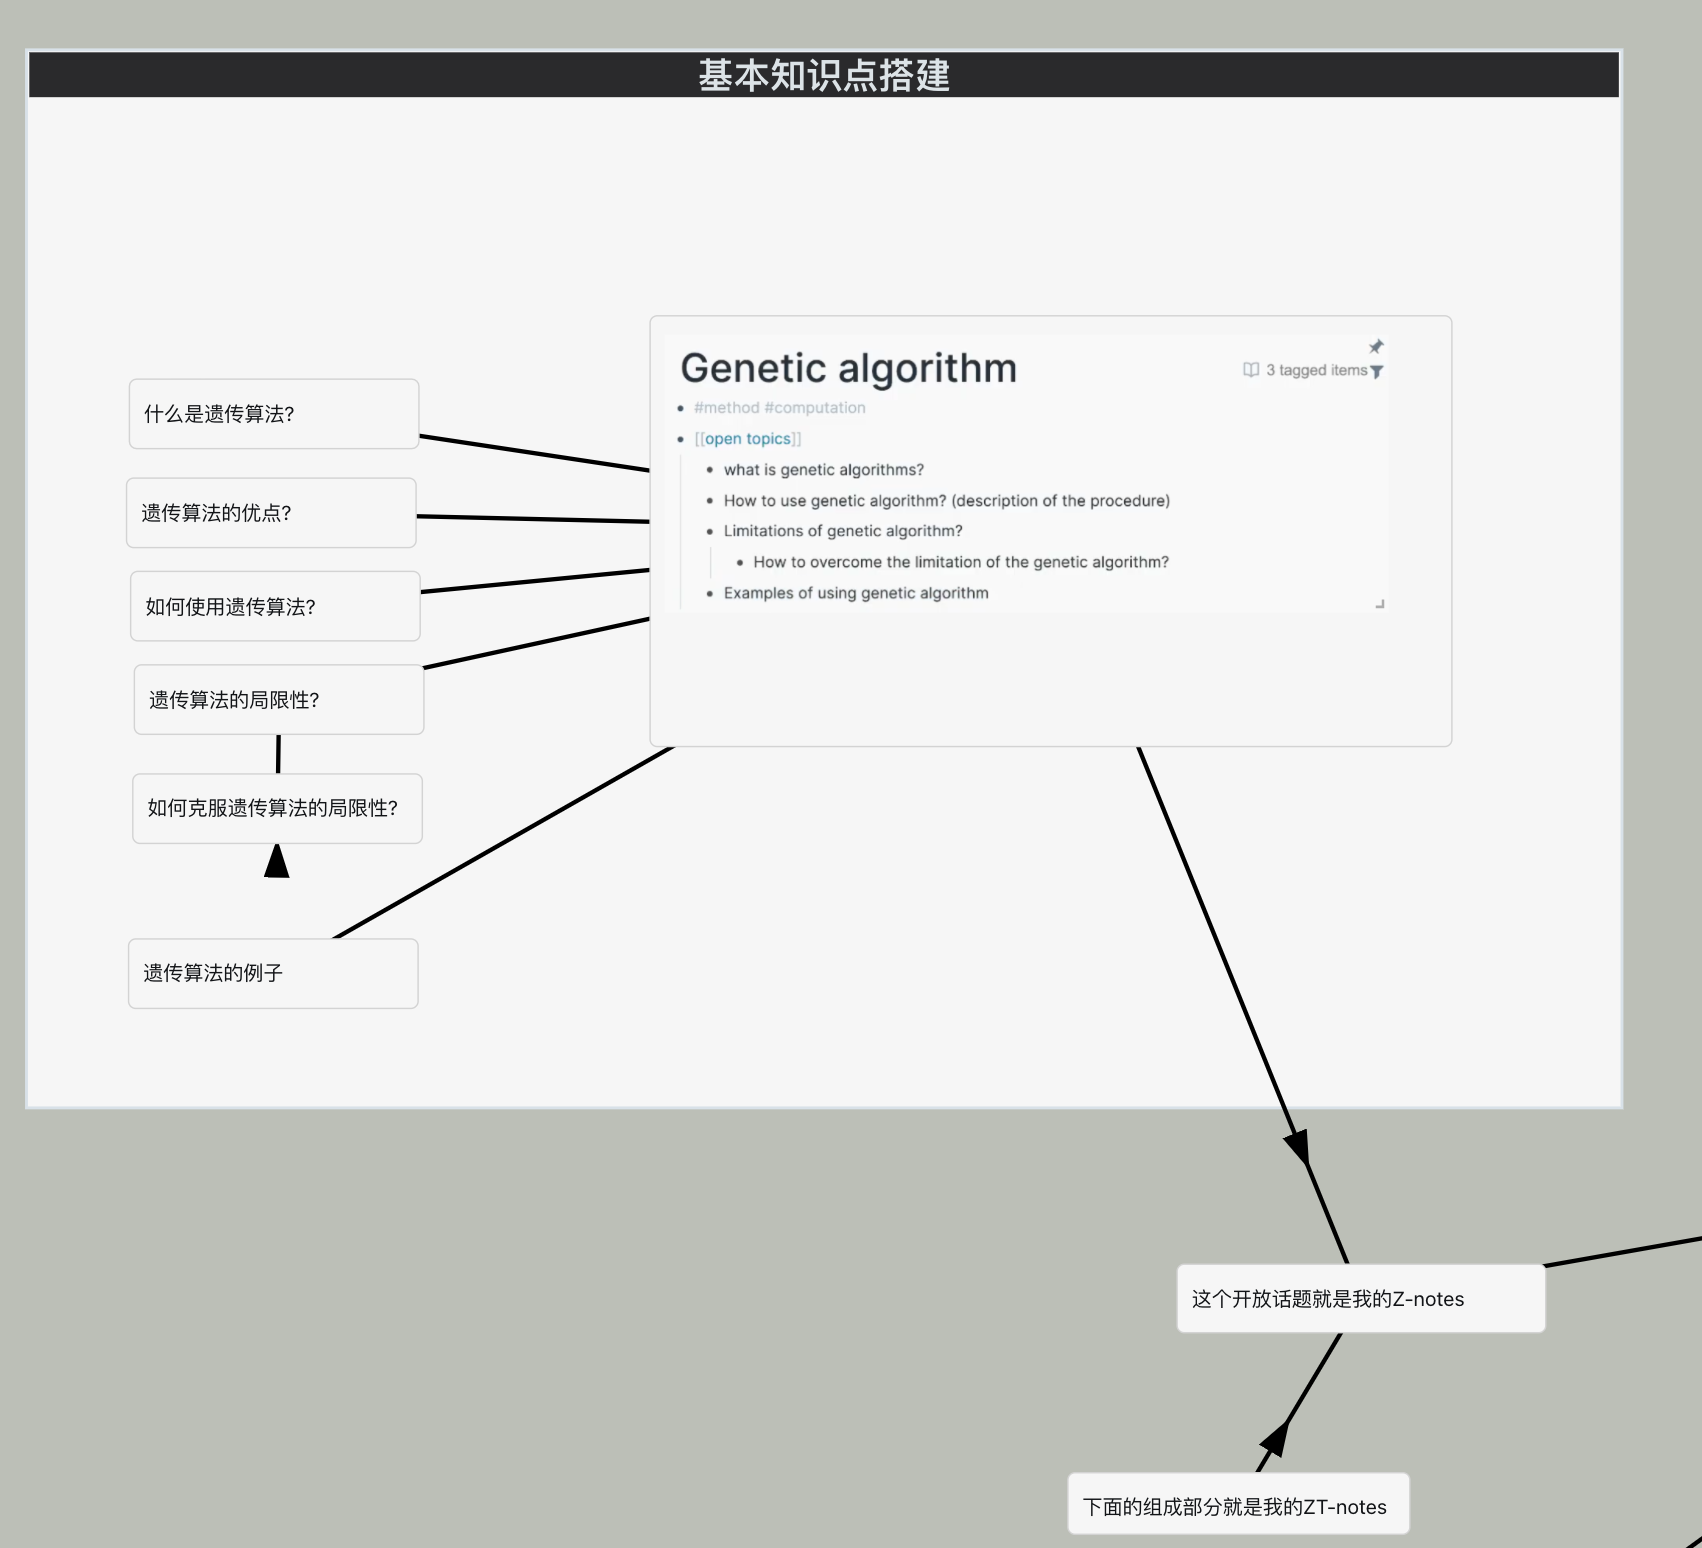 基本知识点搭建
什么是遗传算法?
遗传算法的优点?
如何使用遗传算法?
遗传算法的局限性?
如何克服遗传算法的局限性?
遗传算法的例子
Genetic algorithm
3 tagged items
#method #computation
[[open topics]]
what is genetic algorithms?
How to use genetic algorithm? (description of the procedure)
Limitations of genetic algorithm?
How to overcome the limitation of the genetic algorithm?
Examples of using genetic algorithm
这个开放话题就是我的Z-notes
下面的组成部分就是我的ZT-notes